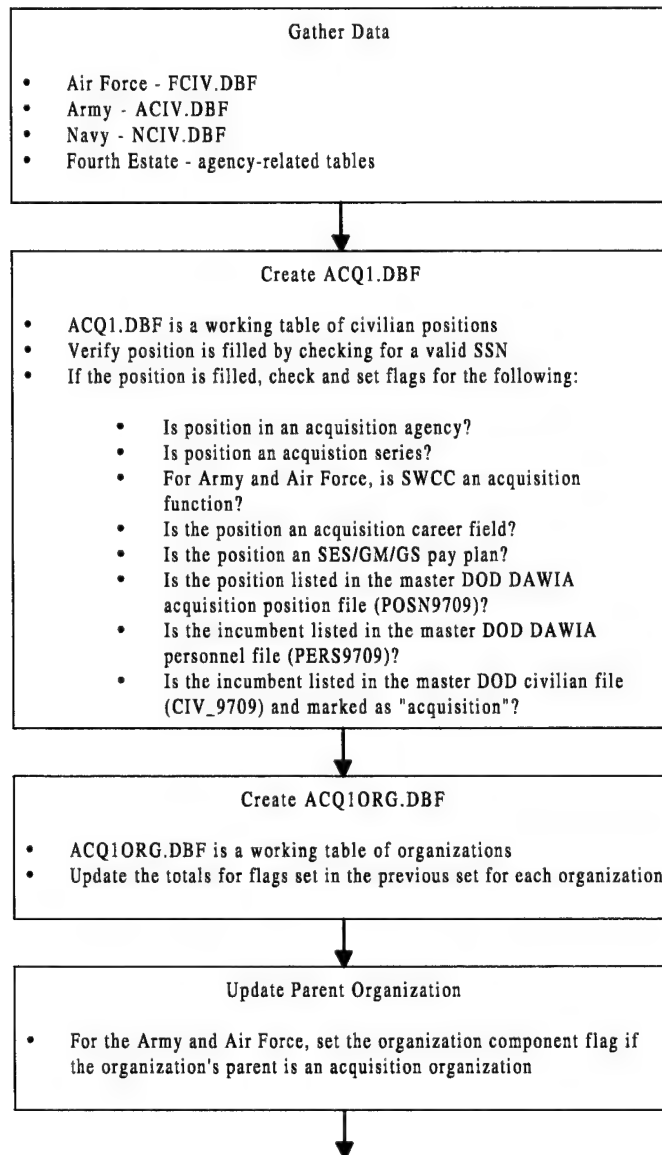 Gather Data
• Air Force - FCIV.DBF
• Army - ACIV.DBF
• Navy - NCIV.DBF
• Fourth Estate - agency-related tables
Create ACQ1.DBF
• ACQ1.DBF is a working table of civilian positions
• Verify position is filled by checking for a valid SSN
• If the position is filled, check and set flags for the following:
• Is position in an acquisition agency?
• Is position an acquistion series?
• For Army and Air Force, is SWCC an acquisition
function?
• Is the position an acquisition career field?
• Is the position an SES/GM/GS pay plan?
• Is the position listed in the master DOD DAWIA
acquisition position file (POSN9709)?
• Is the incumbent listed in the master DOD DAWIA
personnel file (PERS9709)?
• Is the incumbent listed in the master DOD civilian file
(CIV_9709) and marked as "acquisition"?
Create ACQ1ORG.DBF
• ACQ1ORG.DBF is a working table of organizations
• Update the totals for flags set in the previous set for each organization
Update Parent Organization
• For the Army and Air Force, set the organization component flag if
the organization's parent is an acquisition organization